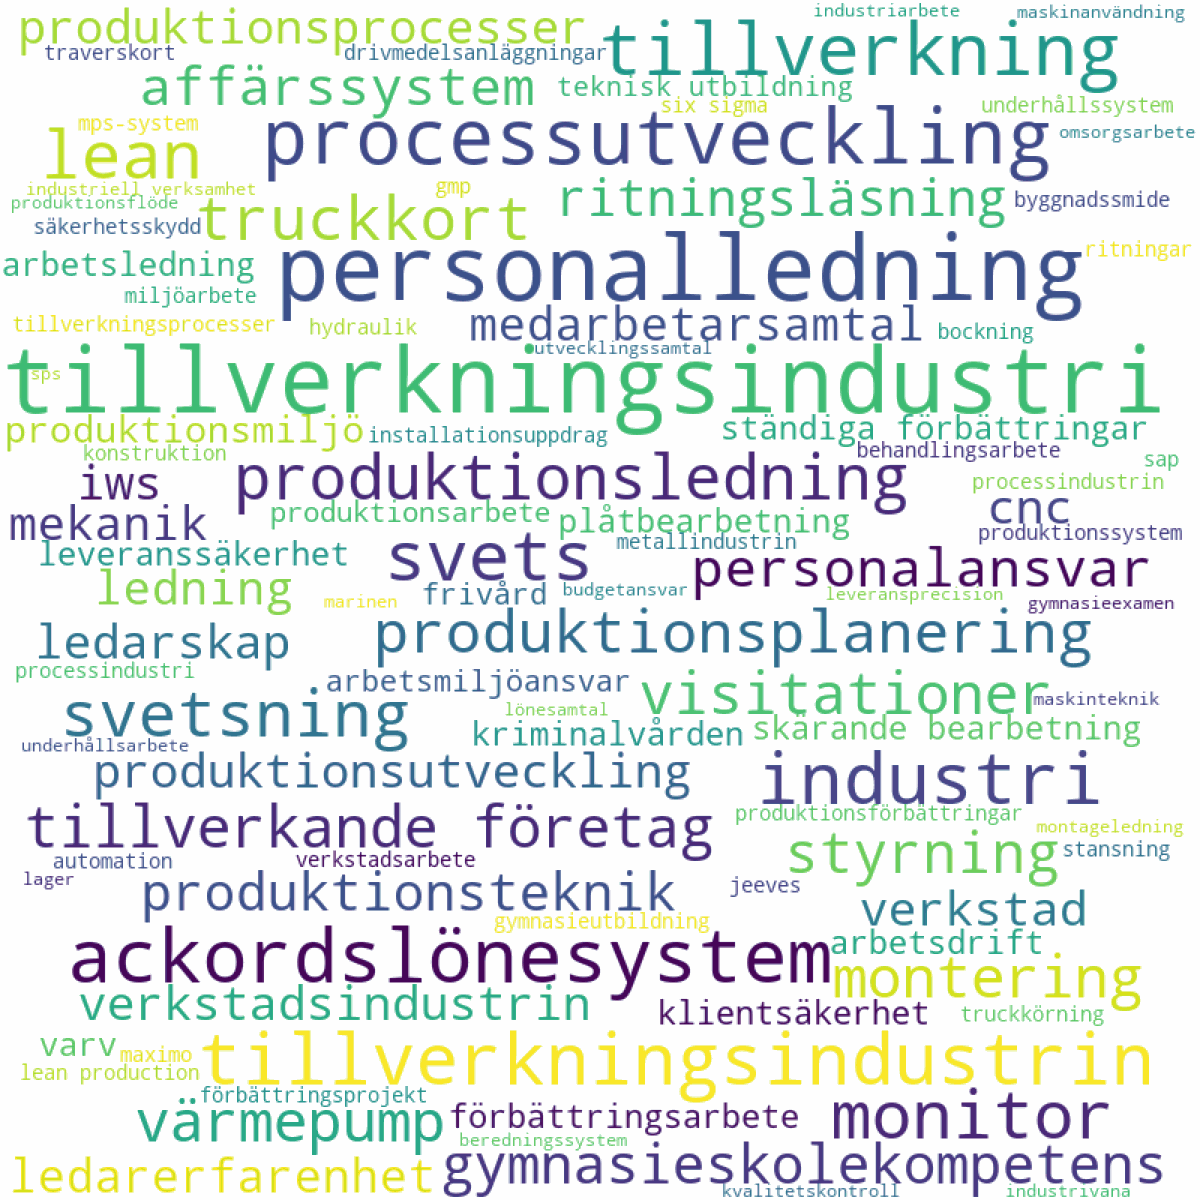 produktionsprocesser
industriarbete
maskinanvändning
traverskort
drivmedelsanläggningar
tillverkning
affärssystem
teknisk utbildning
six sigma
underhållssystem
mps-system
lean
processutveckling
omsorgsarbete
industriell verksamhet
gmp
ritningsläsning
byggnadssmide
produktionsflöde
säkerhetsskydd
truckkort
arbetsledning
personalledning
ritningar
miljöarbete
tillverkningsprocesser
hydraulik
medarbetarsamtal
bockning
utvecklingssamtal
sps
tillverkningsindustri
produktionsmiljö
installationsuppdrag
ständiga förbättringar
konstruktion
behandlingsarbete
sap
iws
produktionsledning
processindustrin
cnc
mekanik
produktionsarbete
plåtbearbetning
produktionssystem
leveranssäkerhet
svets
metallindustrin
personalansvar
ledning
marinen
frivård
budgetansvar
leveransprecision
gymnasieexamen
ledarskap
produktionsplanering
processindustri
arbetsmiljöansvar
visitationer
maskinteknik
svetsning
lönesamtal
kriminalvården
skärande bearbetning
underhållsarbete
produktionsutveckling
industri
tillverkande företag
produktionsförbättringar
montageledning
automation
verkstadsarbete
styrning
stansning
lager
produktionsteknik
jeeves
gymnasieutbildning
verkstad
ackordslönesystem
arbetsdrift
montering
verkstadsindustrin
klientsäkerhet
truckkörning
varv
maximo
tillverkningsindustrin
lean production
förbättringsprojekt
värmepump
förbättringsarbete
monitor
beredningssystem
ledarerfarenhet
gymnasieskolekompetens
kvalitetskontroll
industrivana